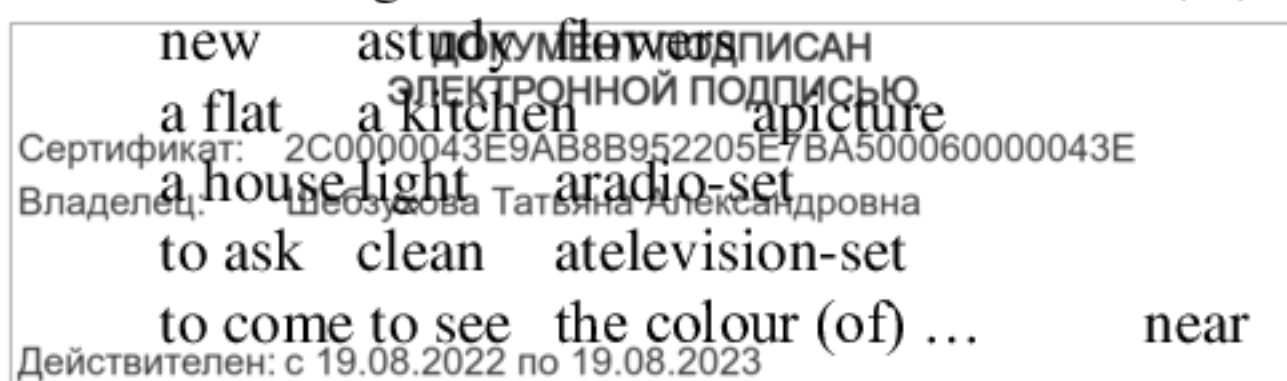 new astudy flowers
ДОКУМЕНТ ПОДПИСАН
ЭЛЕКТРОННОЙ ПОДПИСЬЮ
a flat a kitchen apicture
Сертификат: 2C0000043E9AB8B952205E7BA500060000043E
a house light aradio-set
Владелец: Шебзухова Татьяна Александровна
to ask clean atelevision-set
to come to see the colour (of) … near
Действителен: с 19.08.2022 по 19.08.2023